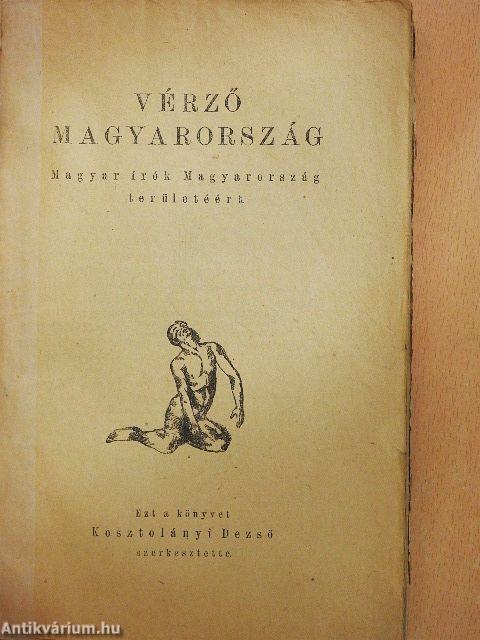 VÉRZŐ
MAGYARORSZÁG
Magyar írók Magyarország
területéért.
Ezt a könyvet
Kosztolányi Dezső
szerkesztette.
Antikvárium.hu